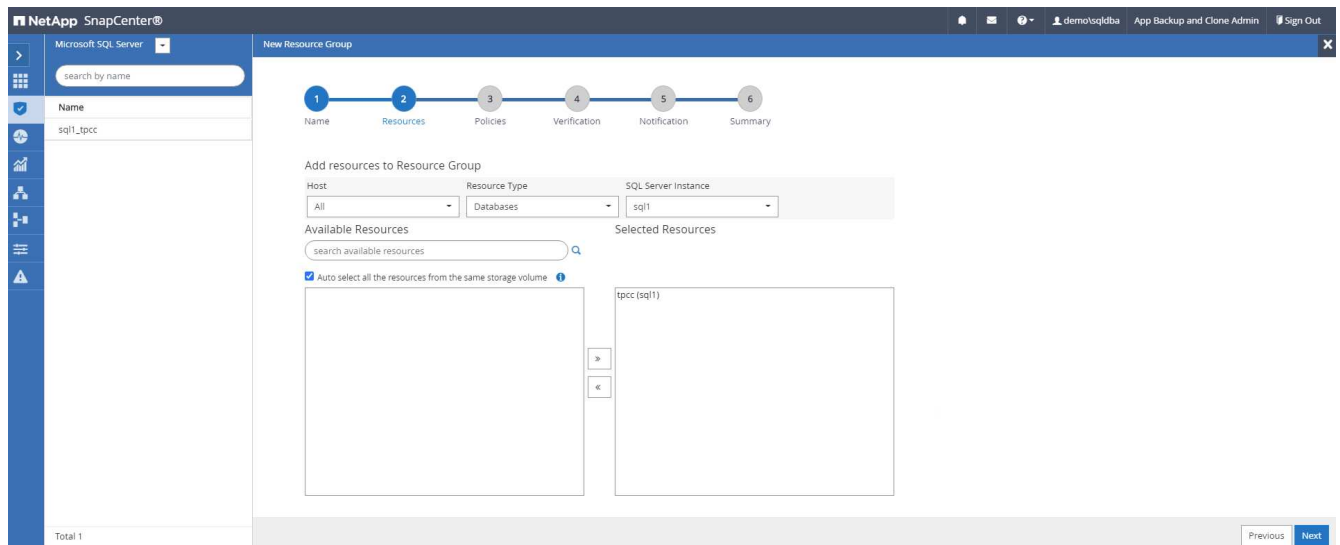 NetApp SnapCenter®
demo\sqldba App Backup and Clone Admin Sign Out
Microsoft SQL Server
New Resource Group
search by name
Name
sql1_tpcc
1 2 3 4 5 6
Name Resources Policies Verification Notification Summary
Add resources to Resource Group
Host Resource Type SQL Server Instance
All Databases sql1
Available Resources Selected Resources
search available resources
Auto select all the resources from the same storage volume
tpcc (sql1)
»
«
Total 1
Previous Next